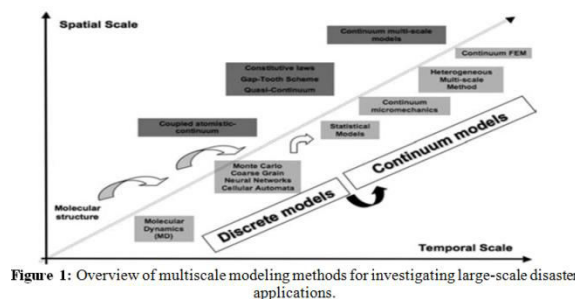 Spatial Scale
Continuum multi-scale
models
Continuum FEM
Constitutive laws
Gap-Tooth Scheme
Quasi-Continuum
Heterogeneous
Multi-scale
Method
Continuum
micromechanics
Coupled atomistic-
continuum
Statistical
Models
Continuum models
Monte Carlo
Coarse Grain
Neural Networks
Cellular Automata
Molecular
structure
Discrete models
Molecular
Dynamics
(MD)
Temporal Scale
Figure 1: Overview of multiscale modeling methods for investigating large-scale disaster
applications.